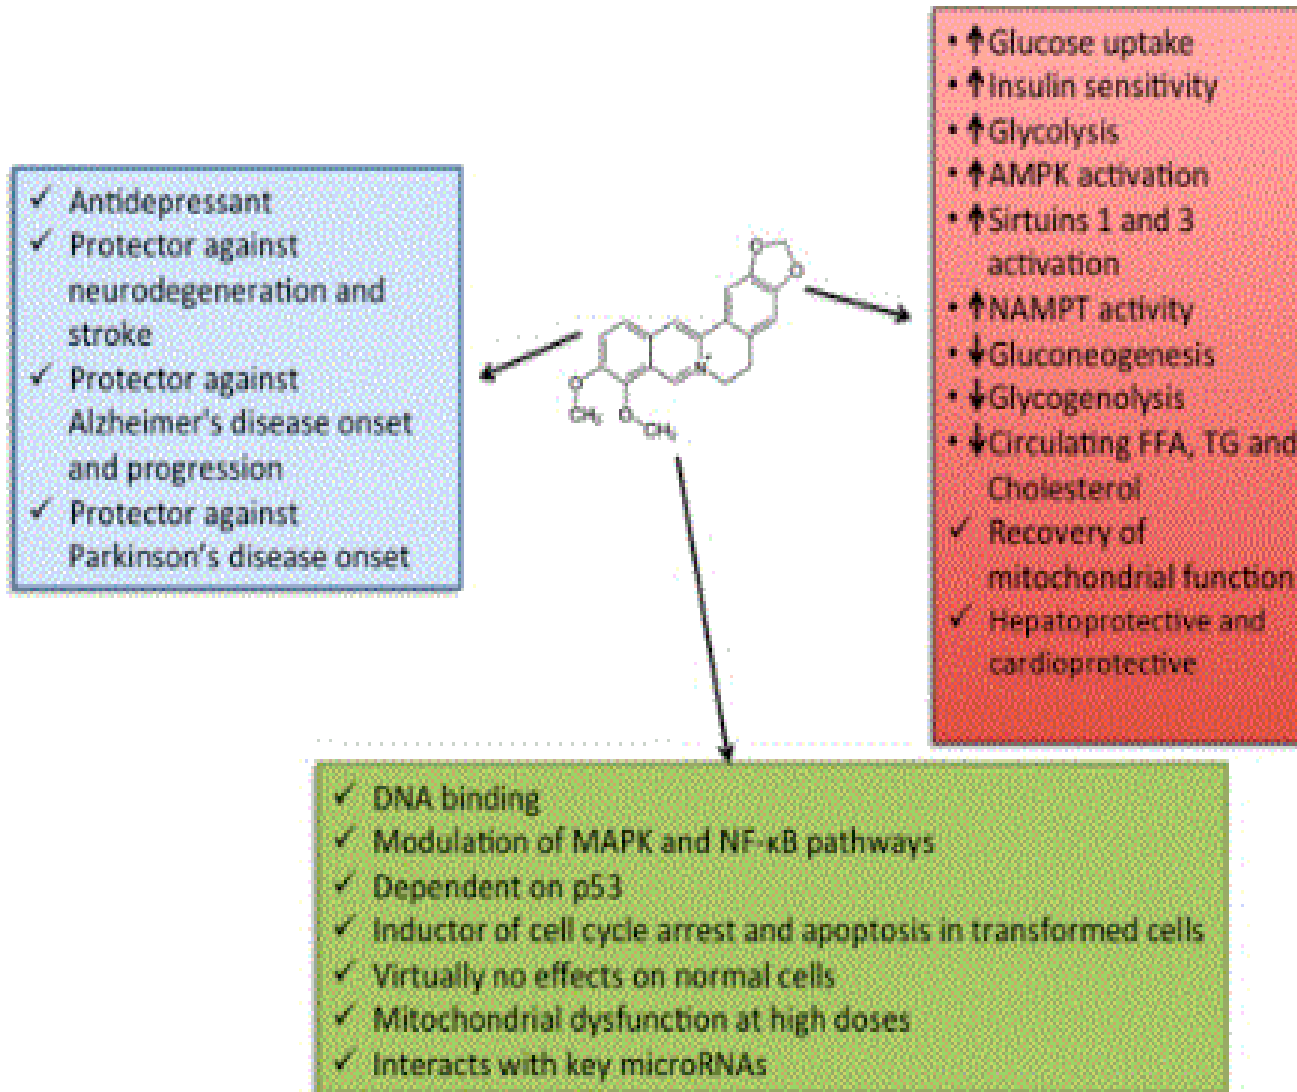 ✓ Antidepressant
✓ Protector against
neurodegeneration and
stroke
✓ Protector against
Alzheimer's disease onset
and progression
✓ Protector against
Parkinson's disease onset
O
O
N
O
CH3
O
CH3
• ↑Glucose uptake
• ↑Insulin sensitivity
• ↑Glycolysis
• ↑AMPK activation
• ↑Sirtuins 1 and 3
activation
• ↑NAMPT activity
• ↓Gluconeogenesis
• ↓Glycogenolysis
• ↓Circulating FFA, TG and
Cholesterol
✓ Recovery of
mitochondrial function
✓ Hepatoprotective and
cardioprotective
✓ DNA binding
✓ Modulation of MAPK and NF-κB pathways
✓ Dependent on p53
✓ Inductor of cell cycle arrest and apoptosis in transformed cells
✓ Virtually no effects on normal cells
✓ Mitochondrial dysfunction at high doses
✓ Interacts with key microRNAs